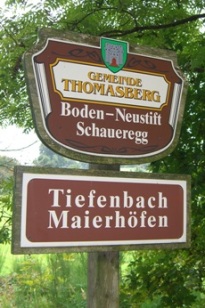 GEMEINDE
THOMASBERG
Boden-Neustift
Schaueregg
Tiefenbach
Maierhöfen